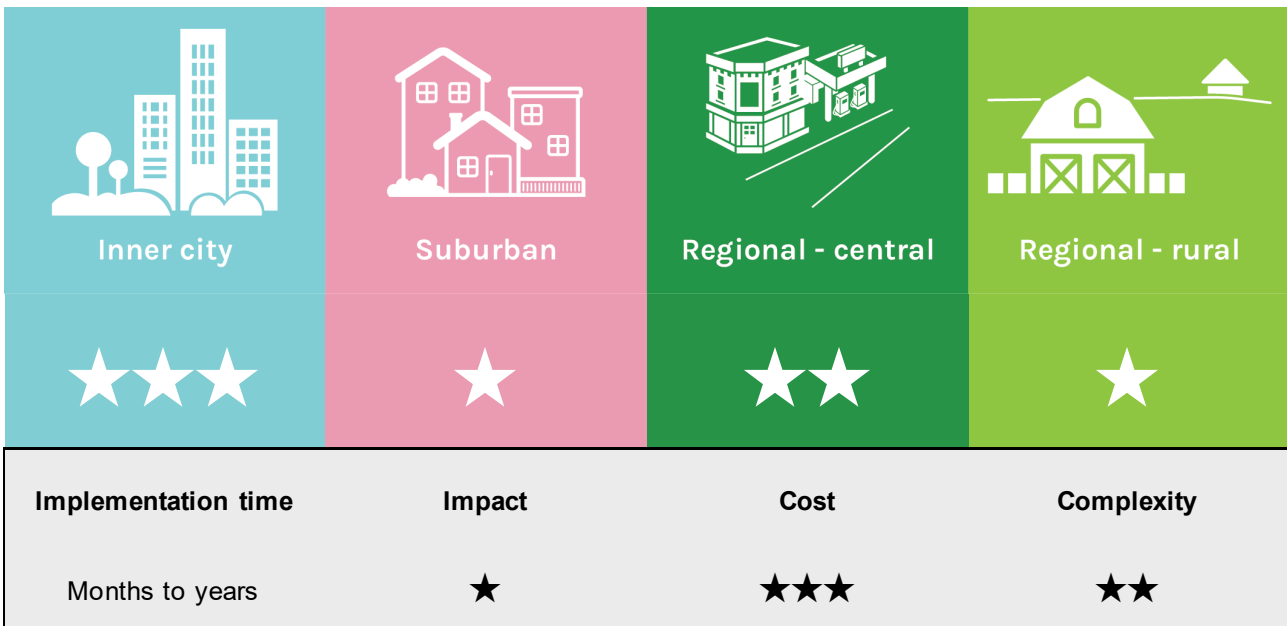 Inner city
Suburban
Regional - central
Regional - rural
★★★
★
★★
★
Implementation time
Impact
Cost
Complexity
Months to years
★
★★★
★★